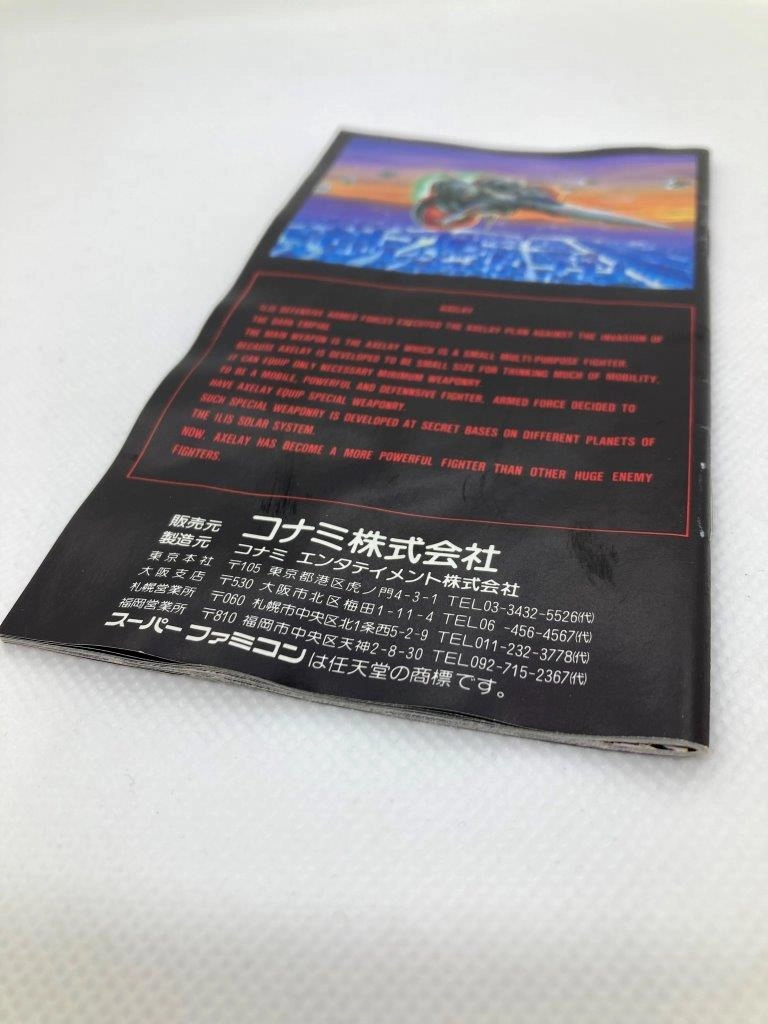 AXELAY
ILIS DEFENSIVE ARMED FORCES EXECUTED THE AXELAY PLAN AGAINST THE INVASION OF
THE DARK EMPIRE.
THE MAIN WEAPON IS THE AXELAY WHICH IS A SMALL MULTI-PURPOSE FIGHTER.
BECAUSE AXELAY IS DEVELOPED TO BE SMALL SIZE FOR THINKING MUCH OF MOBILITY,
IT CAN EQUIP ONLY NECESSARY MINIMUM WEAPONRY.
TO BE A MOBILE, POWERFUL AND DEFENNSIVE FIGHTER, ARMED FORCE DECIDED TO
HAVE AXELAY EQUIP SPECIAL WEAPONRY.
SUCH SPECIAL WEAPONRY IS DEVELOPED AT SECRET BASES ON DIFFERENT PLANETS OF
THE ILIS SOLAR SYSTEM.
NOW, AXELAY HAS BECOME A MORE POWERFUL FIGHTER THAN OTHER HUGE ENEMY
FIGHTERS.
販売元 コナミ株式会社
製造元 コナミ エンタテイメント株式会社
東京本社 〒105 東京都港区虎ノ門4-3-1 TEL03-3432-5526(代)
大阪支店 〒530 大阪市北区梅田1-11-4 TEL06 -456-4567(代)
札幌営業所 〒060 札幌市中央区北1条西5-2-9 TEL011-232-3778(代)
福岡営業所 〒810 福岡市中央区天神2-8-30 TEL092-715-2367(代)
スーパーファミコンは任天堂の商標です。